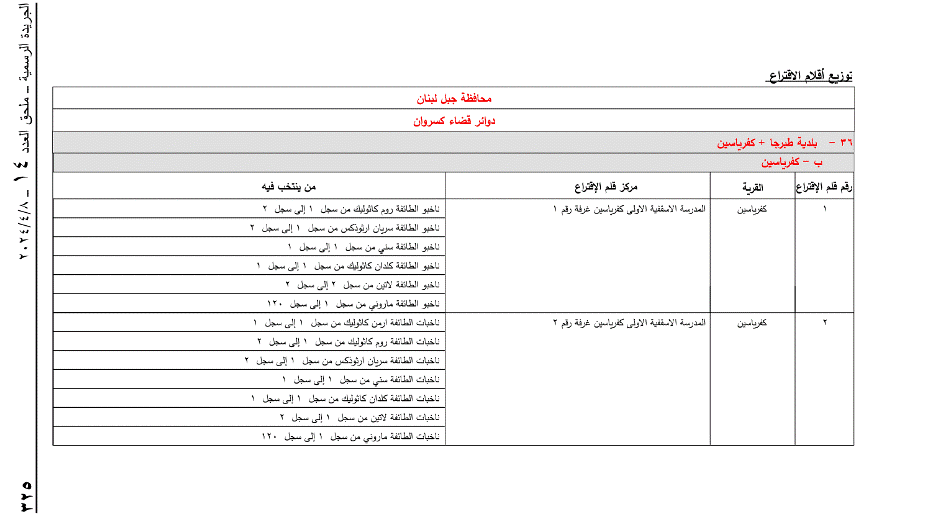 الجريدة الرسمية – ملحق العدد ١٤ – ٢٠٢٤/٤/٨
توزيع أقلام الاقتراع
محافظة جبل لبنان
دوائر قضاء كسروان
٣٦ – بلدية طبرجا + كفرياسين
ب – كفرياسين
رقم قلم الإقتراع القرية مركز قلم الإقتراع من ينتخب فيه
١ كفرياسين المدرسة الاسقفية الاولى كفرياسين غرفة رقم ١ ناخبو الطائفة روم كاثوليك من سجل ١ إلى سجل ٢
ناخبو الطائفة سريان ارثوذكس من سجل ١ إلى سجل ٢
ناخبو الطائفة سني من سجل ١ إلى سجل ١
ناخبو الطائفة كلدان كاثوليك من سجل ١ إلى سجل ١
ناخبو الطائفة لاتين من سجل ٢ إلى سجل ٢
ناخبو الطائفة ماروني من سجل ١ إلى سجل ١٢٠
٢ كفرياسين المدرسة الاسقفية الاولى كفرياسين غرفة رقم ٢ ناخبات الطائفة ارمن كاثوليك من سجل ١ إلى سجل ١
ناخبات الطائفة روم كاثوليك من سجل ١ إلى سجل ٢
ناخبات الطائفة سريان ارثوذكس من سجل ١ إلى سجل ٢
ناخبات الطائفة سني من سجل ١ إلى سجل ١
ناخبات الطائفة كلدان كاثوليك من سجل ١ إلى سجل ١
ناخبات الطائفة لاتين من سجل ١ إلى سجل ٢
ناخبات الطائفة ماروني من سجل ١ إلى سجل ١٢٠
٣٢٥